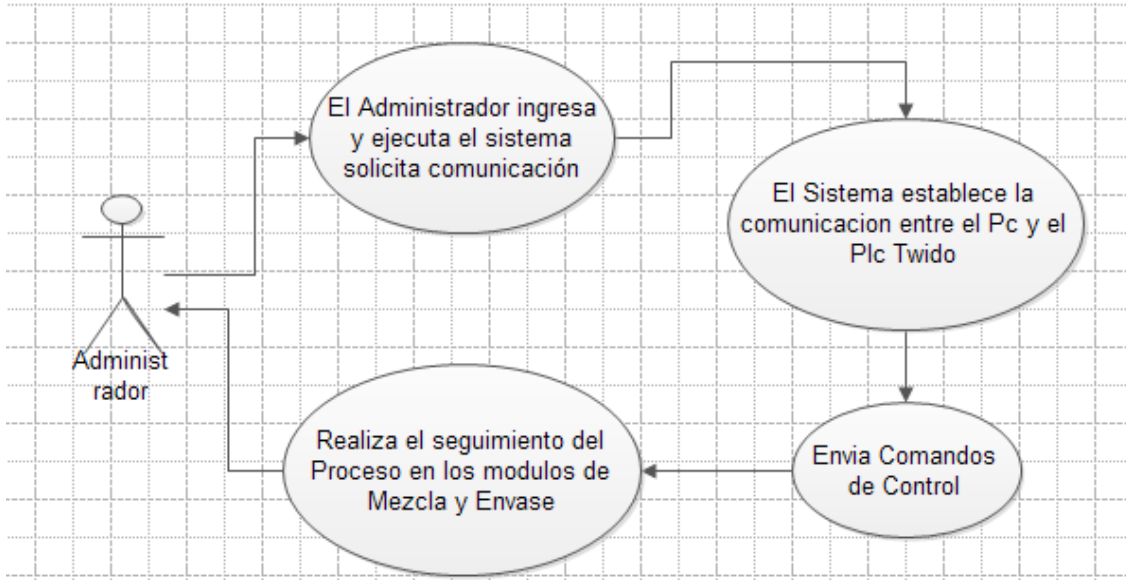 El Administrador ingresa
y ejecuta el sistema
solicita comunicación
El Sistema establece la
comunicacion entre el Pc y el
Plc Twido
Administ
rador
Realiza el seguimiento del
Proceso en los modulos de
Mezcla y Envase
Envia Comandos
de Control